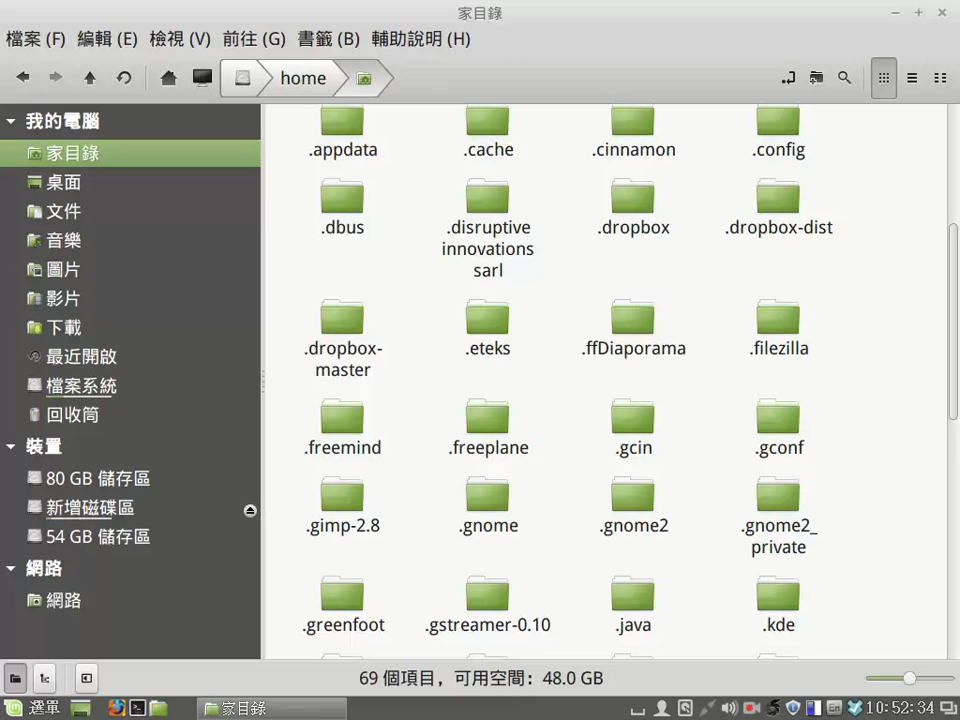 家目錄
檔案 (F) 編輯 (E) 檢視 (V) 前往 (G) 書籤 (B) 輔助說明 (H)
home
我的電腦
家目錄
桌面
文件
音樂
圖片
影片
下載
最近開啟
檔案系統
回收筒
裝置
80 GB 儲存區
新增磁碟區
54 GB 儲存區
網路
網路
.appdata .cache .cinnamon .config
.dbus .disruptive .dropbox .dropbox-dist
innovations
sarl
.dropbox- .eteks .ffDiaporama .filezilla
master
.freemind .freeplane .gcin .gconf
.gimp-2.8 .gnome .gnome2 .gnome2_
private
.greenfoot .gstreamer-0.10 .java .kde
69 個項目，可用空間：48.0 GB
選單 家目錄 En 10:52:34